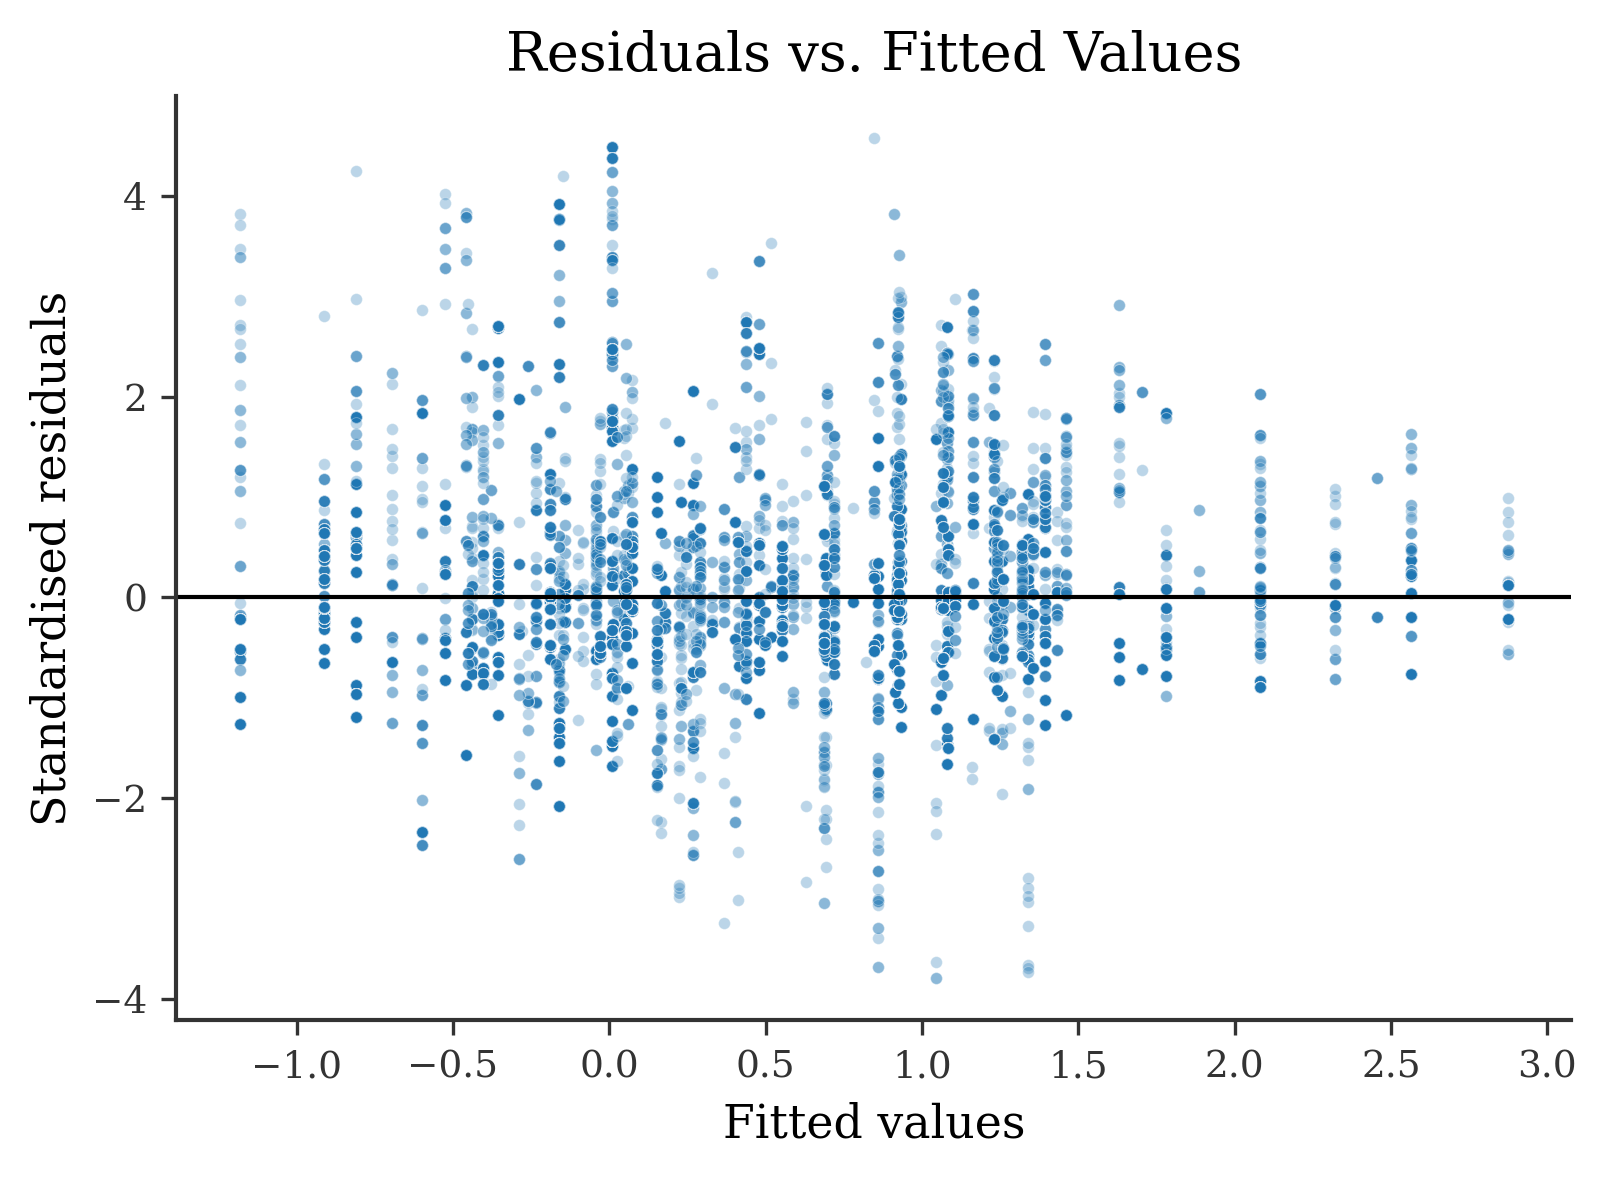 Residuals vs. Fitted Values
Standardised residuals
4
2
0
−2
−4
−1.0 −0.5 0.0 0.5 1.0 1.5 2.0 2.5 3.0
Fitted values